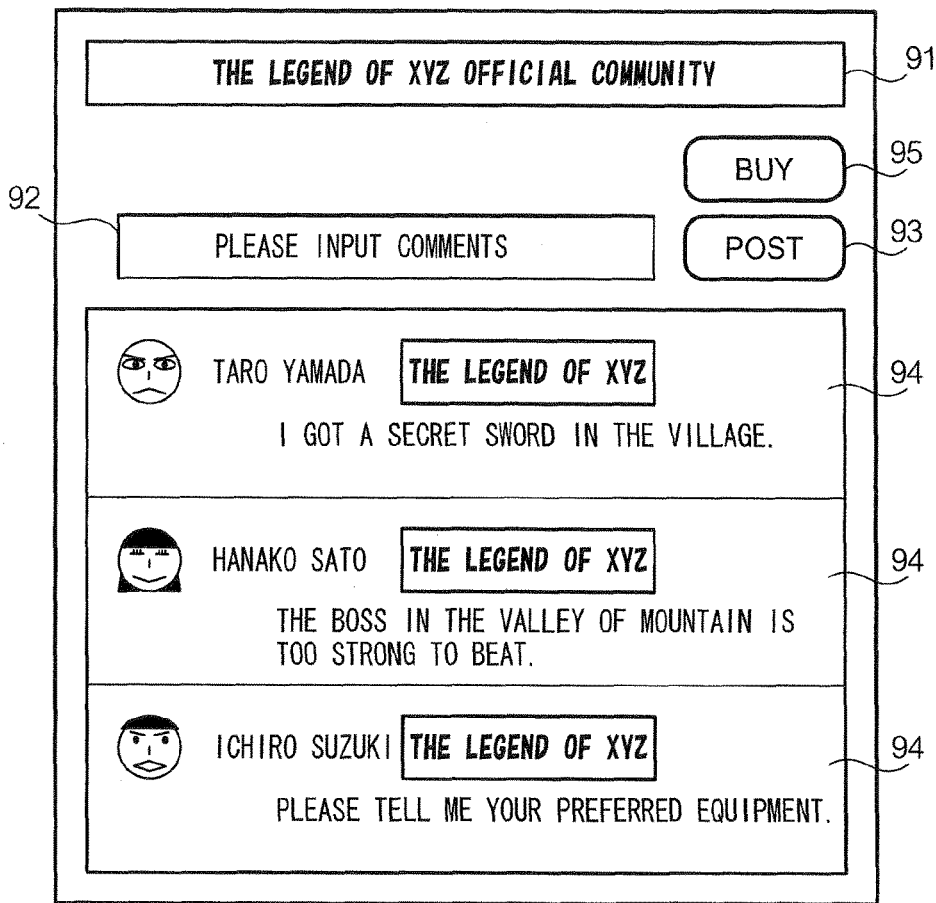 THE LEGEND OF XYZ OFFICIAL COMMUNITY
91
BUY
95
92
PLEASE INPUT COMMENTS
POST
93
TARO YAMADA THE LEGEND OF XYZ
94
I GOT A SECRET SWORD IN THE VILLAGE.
HANAKO SATO THE LEGEND OF XYZ
94
THE BOSS IN THE VALLEY OF MOUNTAIN IS
TOO STRONG TO BEAT.
ICHIRO SUZUKI THE LEGEND OF XYZ
94
PLEASE TELL ME YOUR PREFERRED EQUIPMENT.